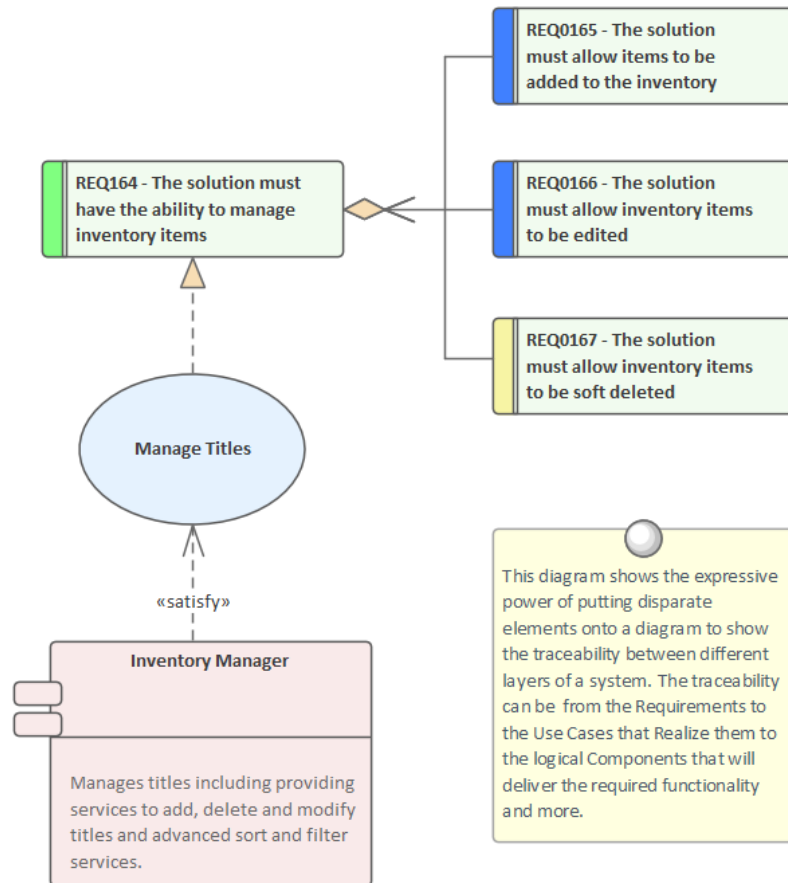 REQ0165 - The solution
must allow items to be
added to the inventory
REQ164 - The solution must
have the ability to manage
inventory items
REQ0166 - The solution
must allow inventory items
to be edited
REQ0167 - The solution
must allow inventory items
to be soft deleted
Manage Titles
«satisfy»
Inventory Manager
Manages titles including providing
services to add, delete and modify
titles and advanced sort and filter
services.
This diagram shows the expressive
power of putting disparate
elements onto a diagram to show
the traceability between different
layers of a system. The traceability
can be from the Requirements to
the Use Cases that Realize them to
the logical Components that will
deliver the required functionality
and more.